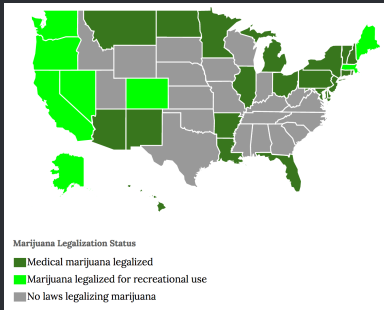 Marijuana Legalization Status
Medical marijuana legalized
Marijuana legalized for recreational use
No laws legalizing marijuana